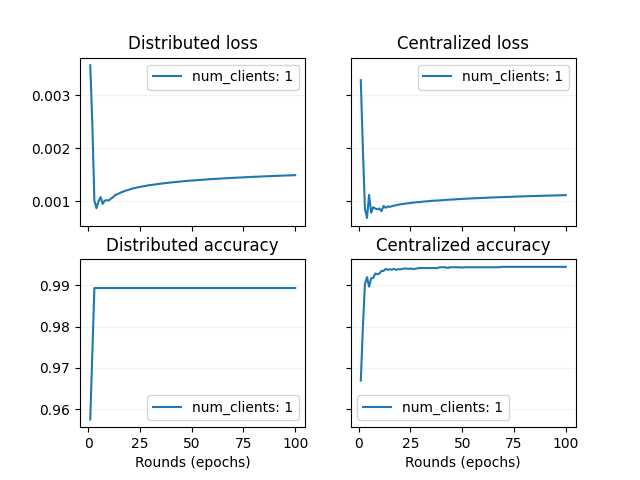 Distributed loss
Centralized loss
num_clients: 1
num_clients: 1
0.003
0.002
0.001
Distributed accuracy
Centralized accuracy
0.99
0.98
0.97
0.96
num_clients: 1
num_clients: 1
0 25 50 75 100
0 25 50 75 100
Rounds (epochs)
Rounds (epochs)